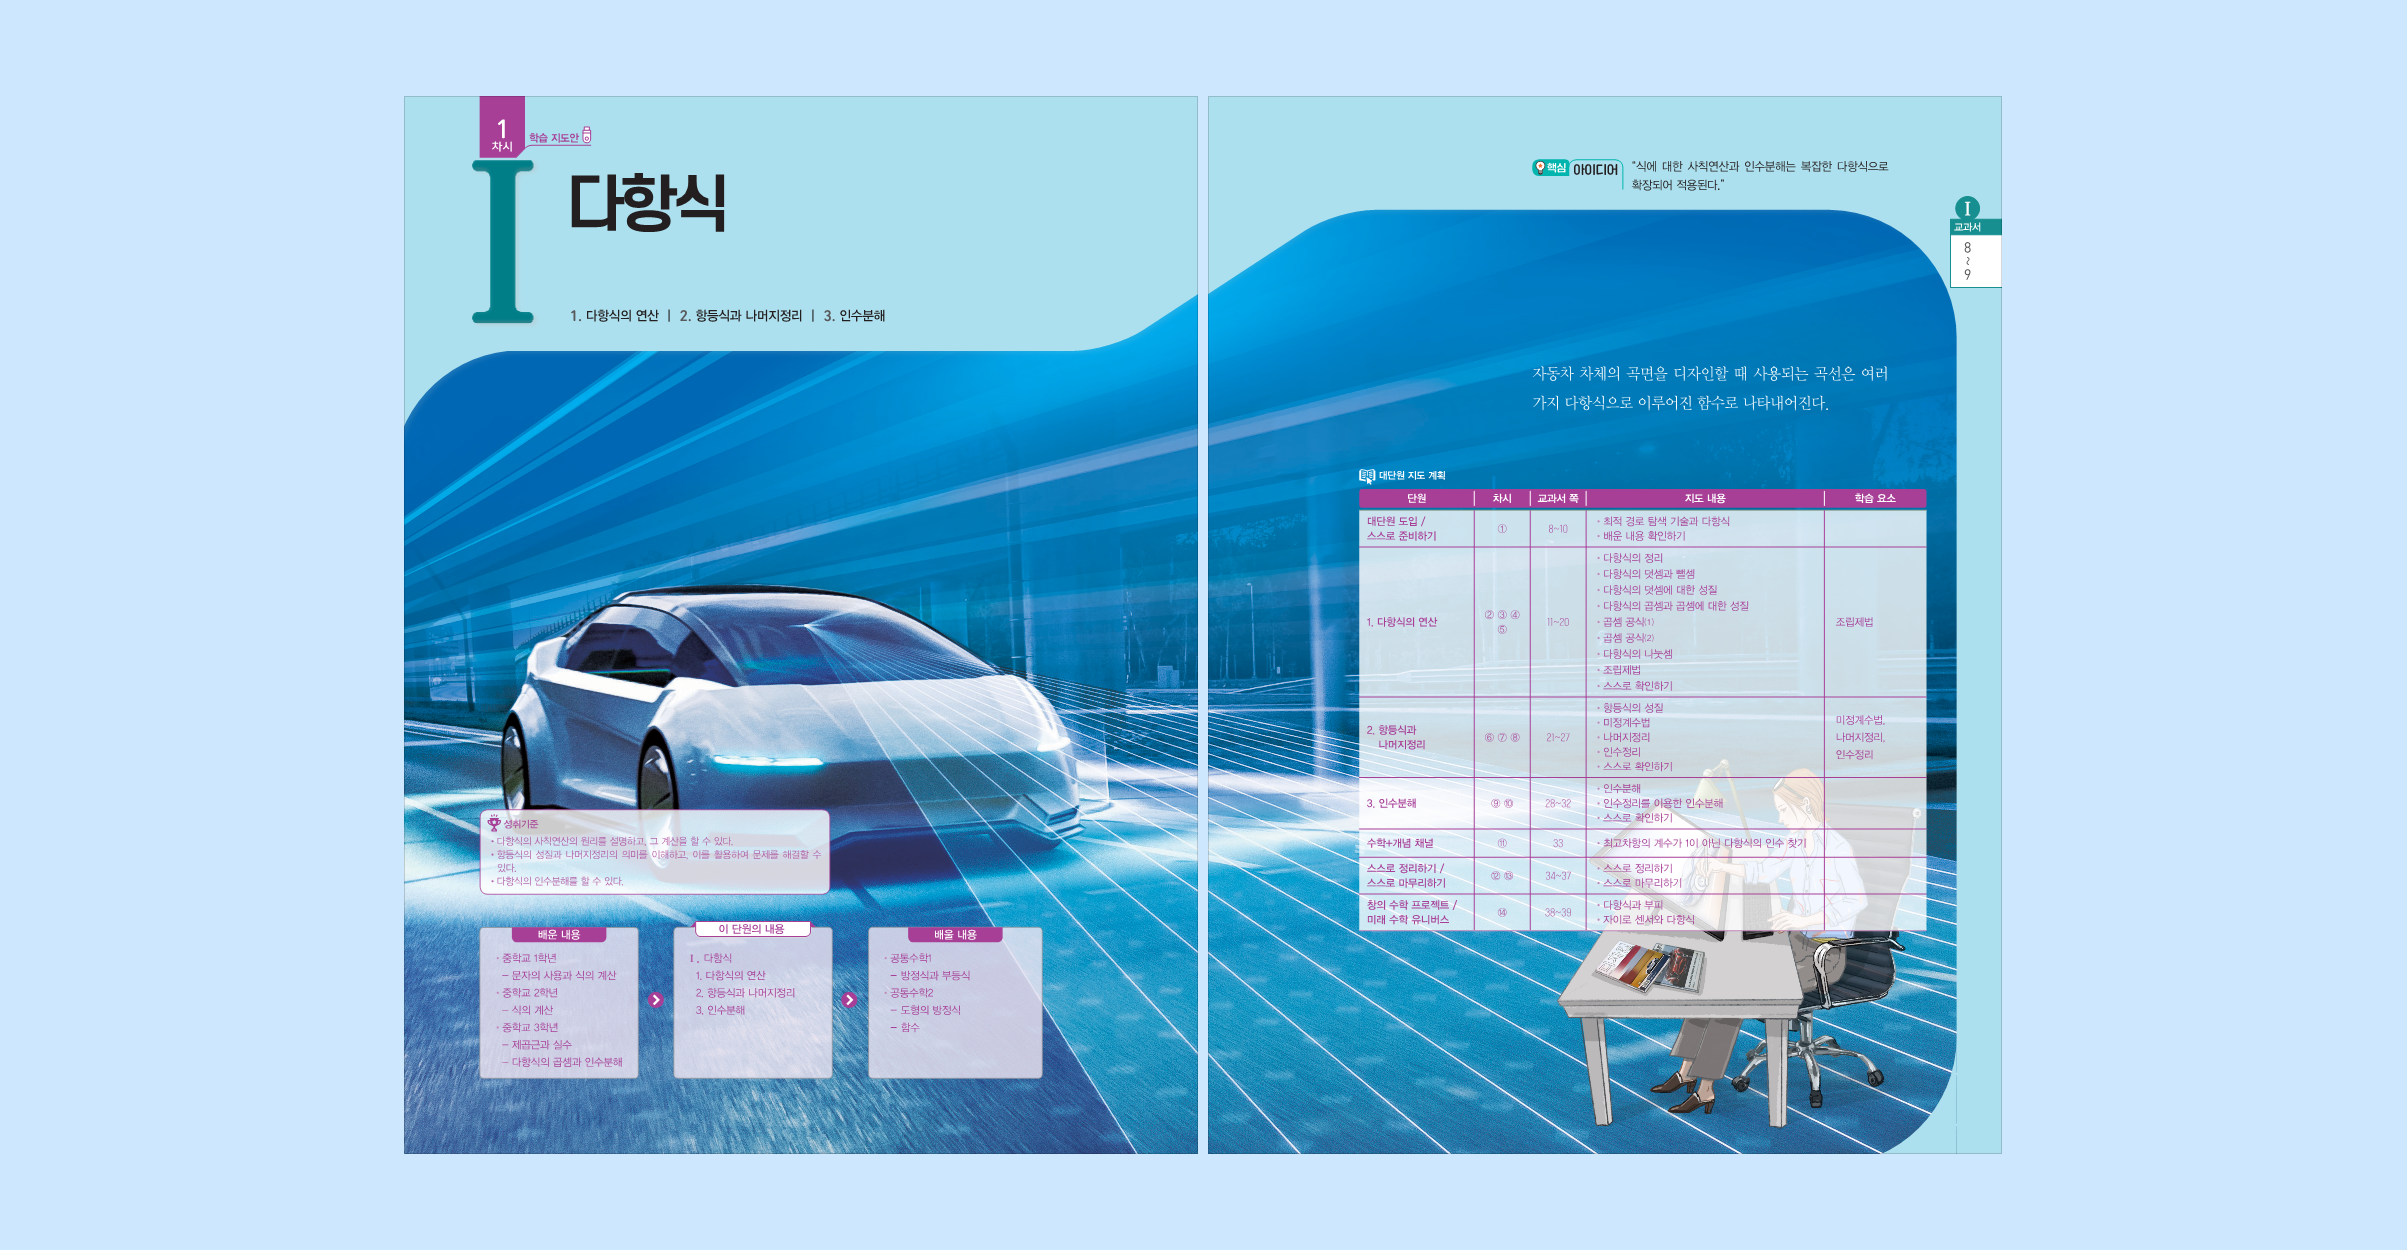 1
차시
학습 지도안
I
다항식
1. 다항식의 연산 | 2. 항등식과 나머지정리 | 3. 인수분해
성취기준
• 다항식의 사칙연산의 원리를 설명하고, 그 계산을 할 수 있다.
• 항등식의 성질과 나머지정리의 의미를 이해하고, 이를 활용하여 문제를 해결할 수
있다.
• 다항식의 인수분해를 할 수 있다.
배운 내용
• 중학교 1학년
– 문자의 사용과 식의 계산
• 중학교 2학년
– 식의 계산
• 중학교 3학년
– 제곱근과 실수
– 다항식의 곱셈과 인수분해
이 단원의 내용
I. 다항식
1. 다항식의 연산
2. 항등식과 나머지정리
3. 인수분해
배울 내용
• 공통수학1
– 방정식과 부등식
• 공통수학2
– 도형의 방정식
– 함수
핵심 아이디어
"식에 대한 사칙연산과 인수분해는 복잡한 다항식으로
확장되어 적용된다."
I
교과서
8
~
9
자동차 차체의 곡면을 디자인할 때 사용되는 곡선은 여러
가지 다항식으로 이루어진 함수로 나타내어진다.
대단원 지도 계획
단원 차시 교과서 쪽 지도 내용 학습 요소
대단원 도입 /
스스로 준비하기
①
8~10
• 최적 경로 탐색 기술과 다항식
• 배운 내용 확인하기
1. 다항식의 연산
② ③ ④
⑤
11~20
• 다항식의 정리
• 다항식의 덧셈과 뺄셈
• 다항식의 덧셈에 대한 성질
• 다항식의 곱셈과 곱셈에 대한 성질
• 곱셈 공식(1)
• 곱셈 공식(2)
• 다항식의 나눗셈
• 조립제법
• 스스로 확인하기
조립제법
2. 항등식과
나머지정리
⑥ ⑦ ⑧
21~27
• 항등식의 성질
• 미정계수법
• 나머지정리
• 인수정리
• 스스로 확인하기
미정계수법,
나머지정리,
인수정리
3. 인수분해
⑨ ⑩
28~32
• 인수분해
• 인수정리를 이용한 인수분해
• 스스로 확인하기
수학+개념 채널
⑪
33
• 최고차항의 계수가 1이 아닌 다항식의 인수 찾기
스스로 정리하기 /
스스로 마무리하기
⑫ ⑬
34~37
• 스스로 정리하기
• 스스로 마무리하기
창의 수학 프로젝트 /
미래 수학 유니버스
⑭
38~39
• 다항식과 부피
• 자이로 센서와 다항식